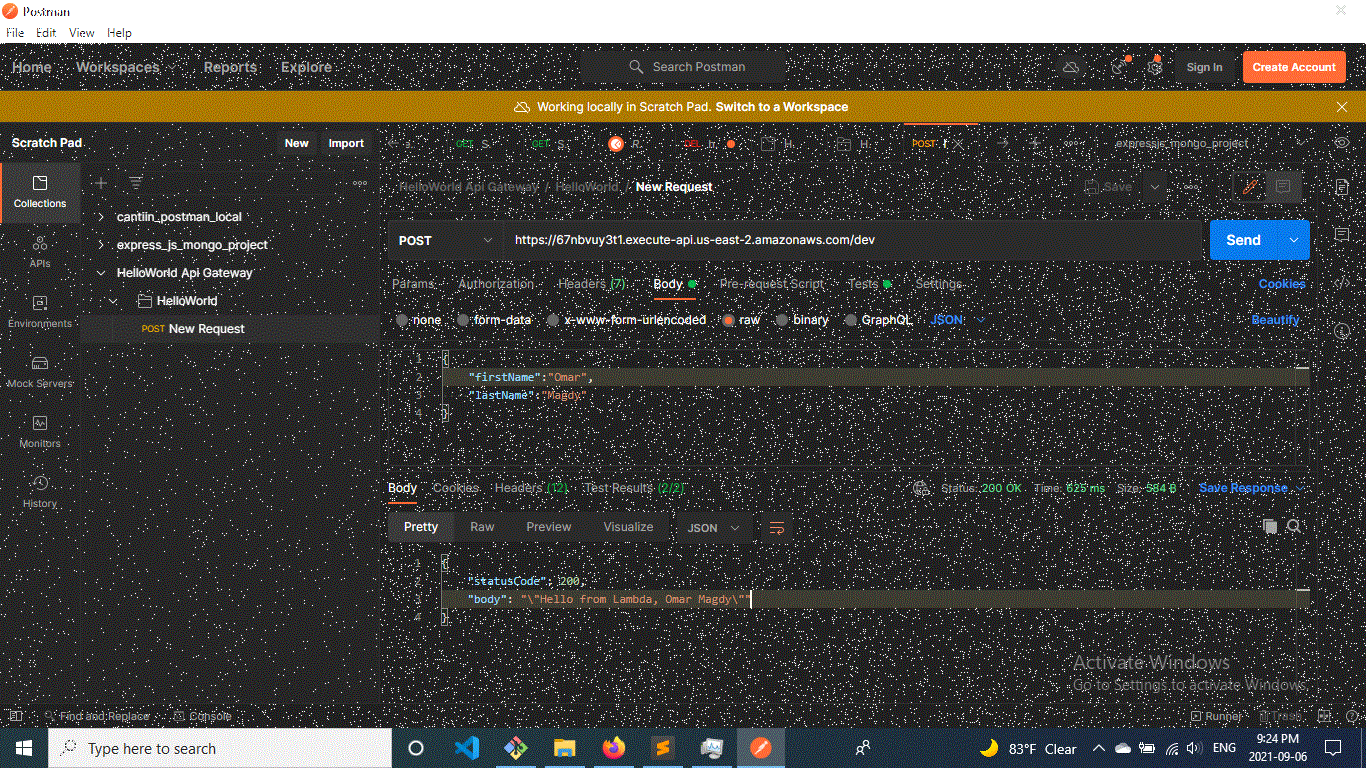 Postman
File Edit View Help
Home Workspaces Reports Explore Search Postman Sign In Create Account
Working locally in Scratch Pad. Switch to a Workspace
Scratch Pad New Import GET S. GET S. R. DEL h. H. H. POST expressjs_mongo_project
HelloWorld Api Gateway / HelloWorld / New Request Save
Collections
cantiin_postman_local
express_js_mongo_project
HelloWorld Api Gateway
HelloWorld
POST New Request
APIs
Environments
Mock Servers
Monitors
History
POST https://67nbvuy3t1.execute-api.us-east-2.amazonaws.com/dev Send
Params Authorization Headers (7) Body Pre-request Script Tests Settings Cookies
none form-data x-www-form-urlencoded raw binary GraphQL JSON Beautify
1 {
2 "firstName":"Omar",
3 "lastName":"Magdy"
4 }
Body Cookies Headers (12) Test Results (2/2) Status: 200 OK Time: 625 ms Size: 584 B Save Response
Pretty Raw Preview Visualize JSON
1 {
2 "statusCode": 200,
3 "body": "\"Hello from Lambda, Omar Magdy\""
4 }
Activate Windows
Go to Settings to activate Windows.
Find and Replace Console Runner Trash
Type here to search 83°F Clear ENG 9:24 PM
2021-09-06